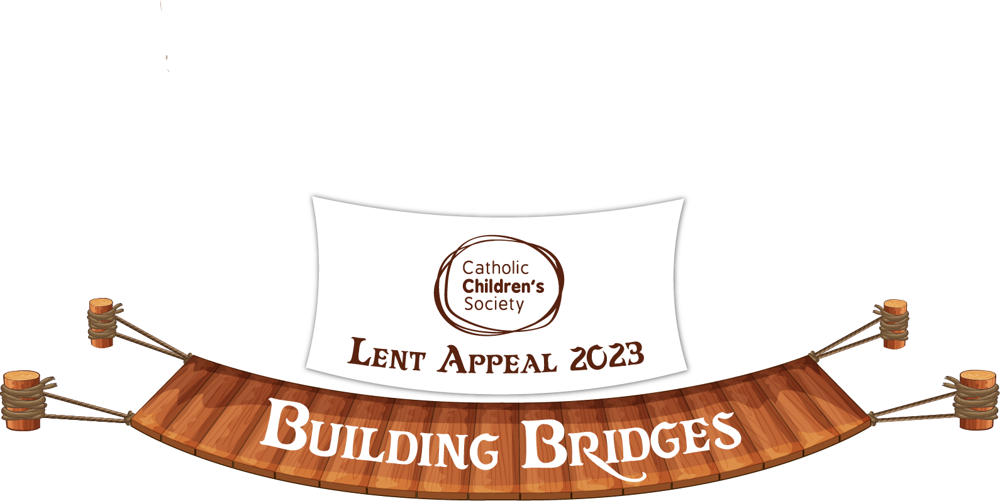 Catholic
Children's
Society
Lent Appeal 2023
Building Bridges